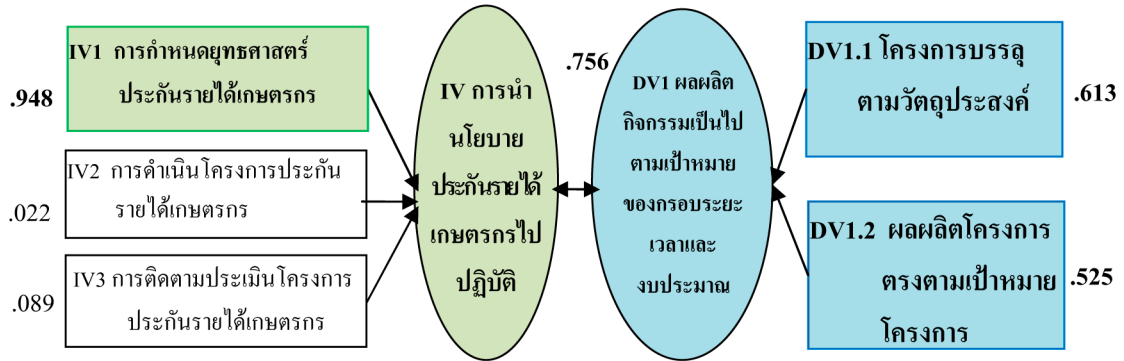 .948
IV1 การกำหนดยุทธศาสตร์
ประกันรายได้เกษตรกร
.022
IV2 การดำเนินโครงการประกัน
รายได้เกษตรกร
.089
IV3 การติดตามประเมินโครงการ
ประกันรายได้เกษตรกร
IV การนำ
นโยบาย
ประกันรายได้
เกษตรกรไป
ปฏิบัติ
.756
DV1 ผลผลิต
กิจกรรมเป็นไป
ตามเป้าหมาย
ของกรอบระยะ
เวลาและ
งบประมาณ
DV1.1 โครงการบรรลุ
ตามวัตถุประสงค์
.613
DV1.2 ผลผลิตโครงการ
ตรงตามเป้าหมาย
โครงการ
.525